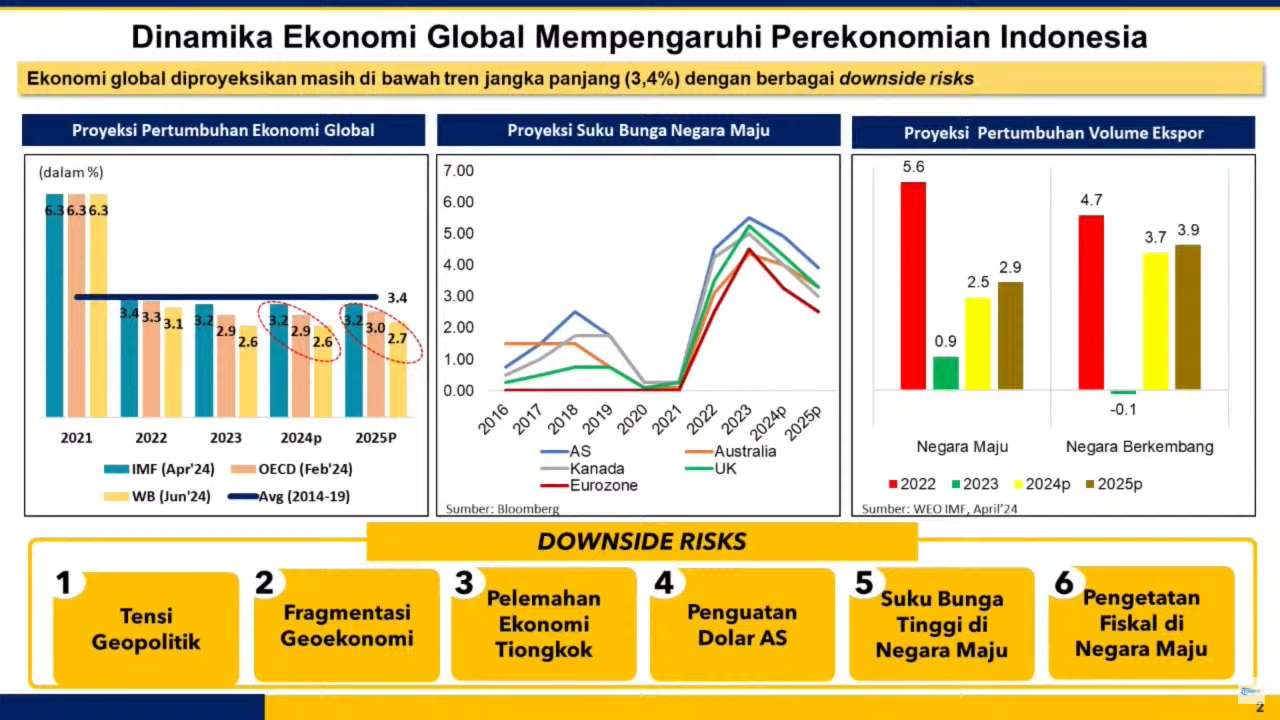 Dinamika Ekonomi Global Mempengaruhi Perekonomian Indonesia
Ekonomi global diproyeksikan masih di bawah tren jangka panjang (3,4%) dengan berbagai downside risks
Proyeksi Pertumbuhan Ekonomi Global
(dalam %)
6.3 6.3 6.3
3.4 3.3 3.1
3.2 2.9 2.6
3.2 2.9 2.6
3.2 3.0 2.7
3.4
2021 2022 2023 2024p 2025P
IMF (Apr'24) OECD (Feb'24)
WB (Jun'24) Avg (2014-19)
Proyeksi Suku Bunga Negara Maju
7.00
6.00
5.00
4.00
3.00
2.00
1.00
0.00
2016 2017 2018 2019 2020 2021 2022 2023 2024p 2025p
AS Australia
Kanada UK
Eurozone
Sumber: Bloomberg
Proyeksi Pertumbuhan Volume Ekspor
5.6 0.9 2.5 2.9
4.7 -0.1 3.7 3.9
Negara Maju Negara Berkembang
2022 2023 2024p 2025p
Sumber: WEO IMF, April'24
DOWNSIDE RISKS
1
Tensi
Geopolitik
2
Fragmentasi
Geoekonomi
3
Pelemahan
Ekonomi
Tiongkok
4
Penguatan
Dolar AS
5
Suku Bunga
Tinggi di
Negara Maju
6
Pengetatan
Fiskal di
Negara Maju
2